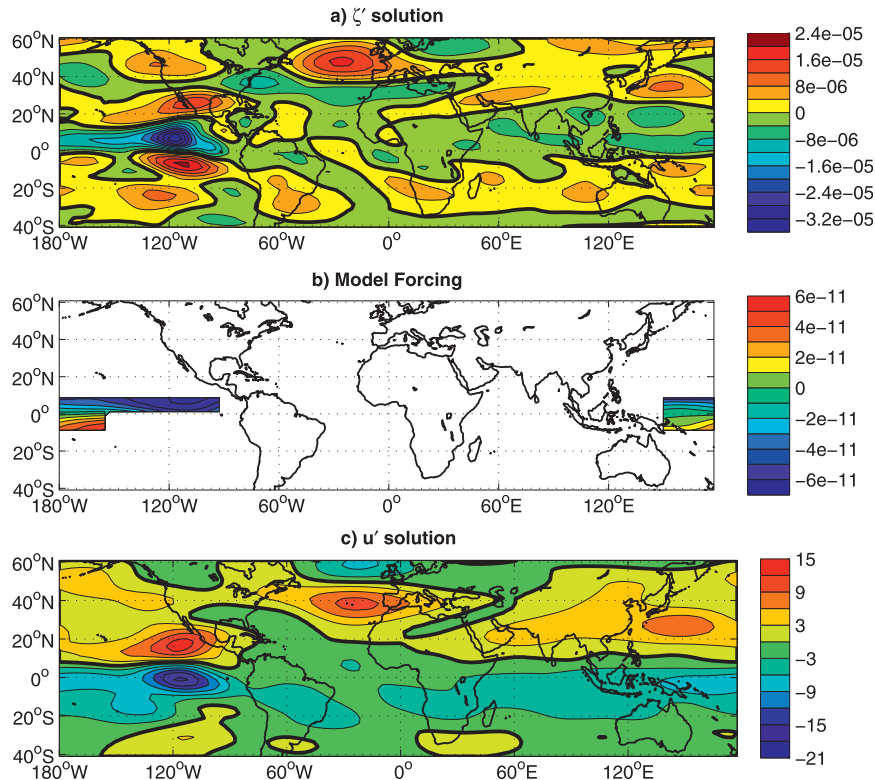 a) ζ′ solution
60°N
40°N
20°N
0°
20°S
40°S
180°W 120°W 60°W 0° 60°E 120°E
2.4e−05
1.6e−05
8e−06
0
−8e−06
−1.6e−05
−2.4e−05
−3.2e−05
b) Model Forcing
60°N
40°N
20°N
0°
20°S
40°S
180°W 120°W 60°W 0° 60°E 120°E
6e−11
4e−11
2e−11
0
−2e−11
−4e−11
−6e−11
c) u′ solution
60°N
40°N
20°N
0°
20°S
40°S
180°W 120°W 60°W 0° 60°E 120°E
15
9
3
−3
−9
−15
−21